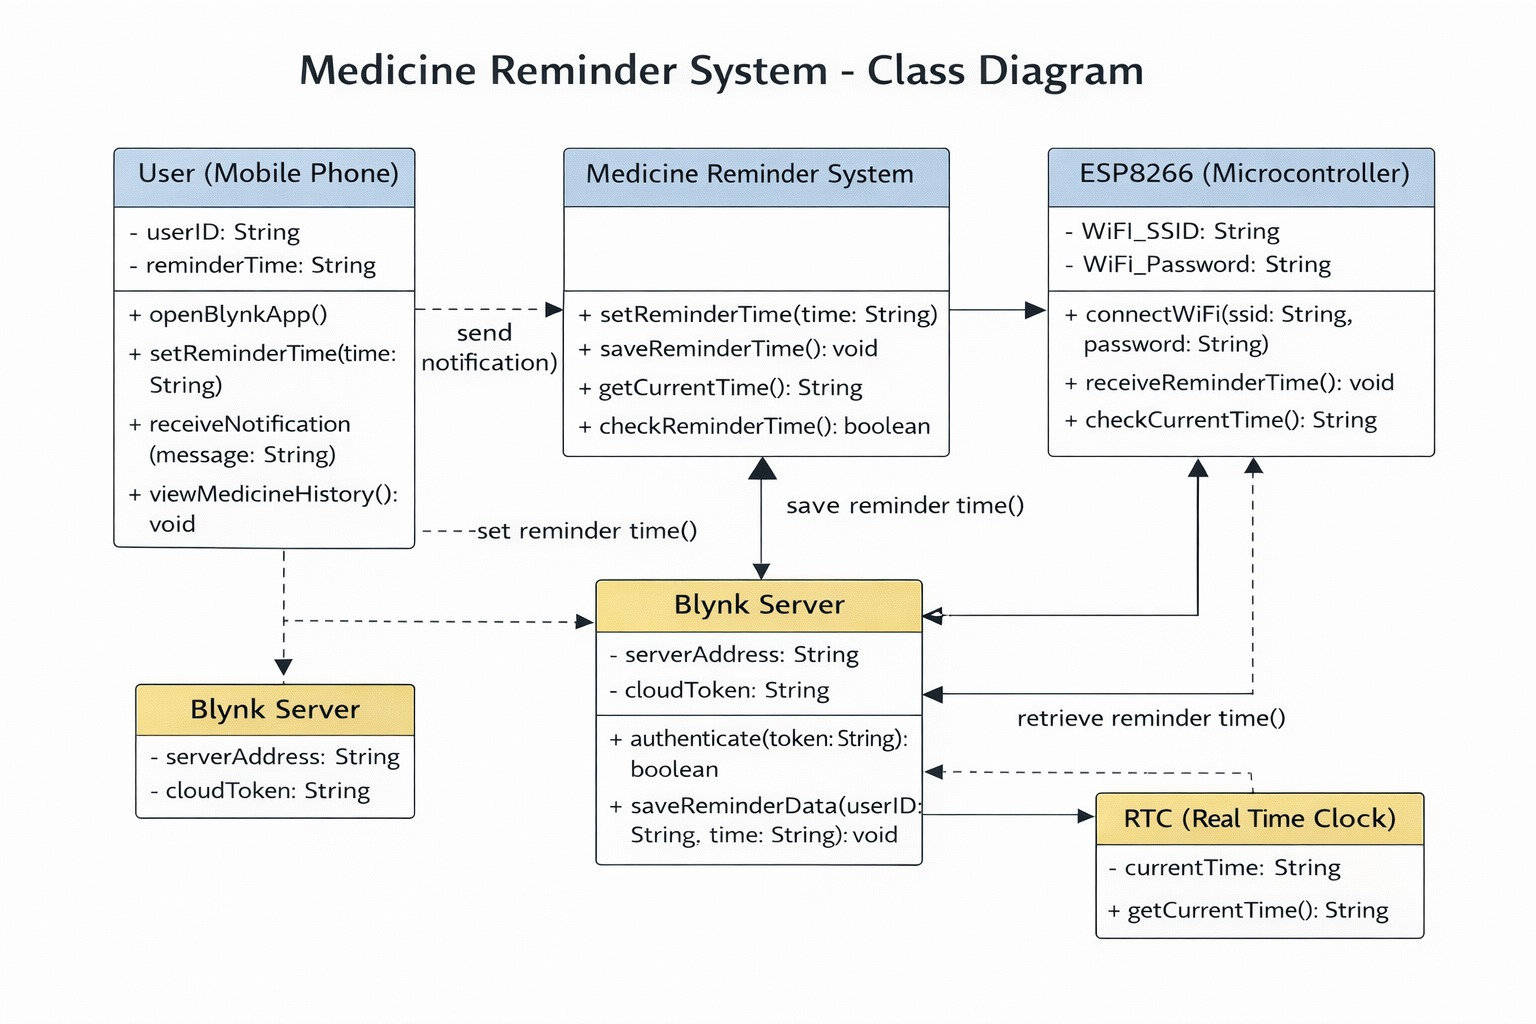 Medicine Reminder System - Class Diagram
User (Mobile Phone)
- userID: String
- reminderTime: String
+ openBlynkApp()
+ setReminderTime(time:
String)
+ receiveNotification
(message: String)
+ viewMedicineHistory():
void
send
notification)
Medicine Reminder System
+ setReminderTime(time: String)
+ saveReminderTime(): void
+ getCurrentTime(): String
+ checkReminderTime(): boolean
ESP8266 (Microcontroller)
- WiFI_SSID: String
- WiFi_Password: String
+ connectWiFi(ssid: String,
password: String)
+ receiveReminderTime(): void
+ checkCurrentTime(): String
set reminder time()
save reminder time()
Blynk Server
- serverAddress: String
- cloudToken: String
Blynk Server
- serverAddress: String
- cloudToken: String
+ authenticate(token: String):
boolean
+ saveReminderData(userID:
String, time: String): void
retrieve reminder time()
RTC (Real Time Clock)
- currentTime: String
+ getCurrentTime(): String